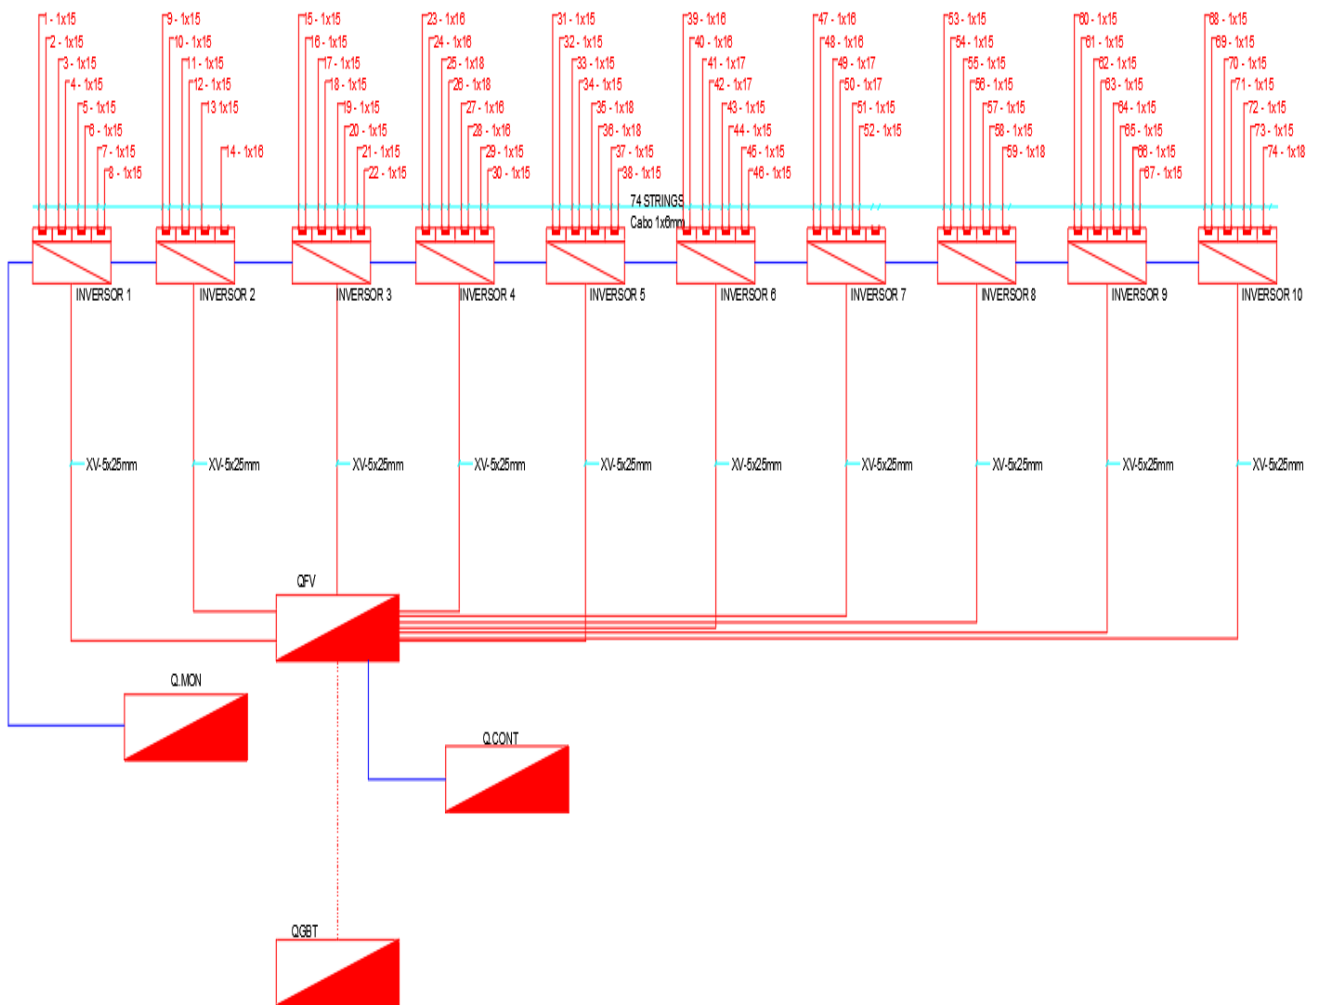 1 - 1x15
2 - 1x15
3 - 1x15
4 - 1x15
5 - 1x15
6 - 1x15
7 - 1x15
8 - 1x15
9 - 1x15
10 - 1x15
11 - 1x15
12 - 1x15
13 1x15
14 - 1x16
15 - 1x15
16 - 1x15
17 - 1x15
18 - 1x15
19 - 1x15
20 - 1x15
21 - 1x15
22 - 1x15
23 - 1x16
24 - 1x16
25 - 1x18
26 - 1x18
27 - 1x16
28 - 1x16
29 - 1x15
30 - 1x15
31 - 1x15
32 - 1x15
33 - 1x15
34 - 1x15
35 - 1x18
36 - 1x18
37 - 1x15
38 - 1x15
39 - 1x16
40 - 1x16
41 - 1x17
42 - 1x17
43 - 1x15
44 - 1x15
45 - 1x15
46 - 1x15
47 - 1x16
48 - 1x16
49 - 1x17
50 - 1x17
51 - 1x15
52 - 1x15
53 - 1x15
54 - 1x15
55 - 1x15
56 - 1x15
57 - 1x15
58 - 1x15
59 - 1x18
60 - 1x15
61 - 1x15
62 - 1x15
63 - 1x15
64 - 1x15
65 - 1x15
66 - 1x15
67 - 1x15
68 - 1x15
69 - 1x15
70 - 1x15
71 - 1x15
72 - 1x15
73 - 1x15
74 - 1x18
74 STRINGS
Cabo 1x6mm
INVERSOR 1
INVERSOR 2
INVERSOR 3
INVERSOR 4
INVERSOR 5
INVERSOR 6
INVERSOR 7
INVERSOR 8
INVERSOR 9
INVERSOR 10
XV-5x25mm
XV-5x25mm
XV-5x25mm
XV-5x25mm
XV-5x25mm
XV-5x25mm
XV-5x25mm
XV-5x25mm
XV-5x25mm
XV-5x25mm
QFV
Q.MON
Q.CONT
QGBT